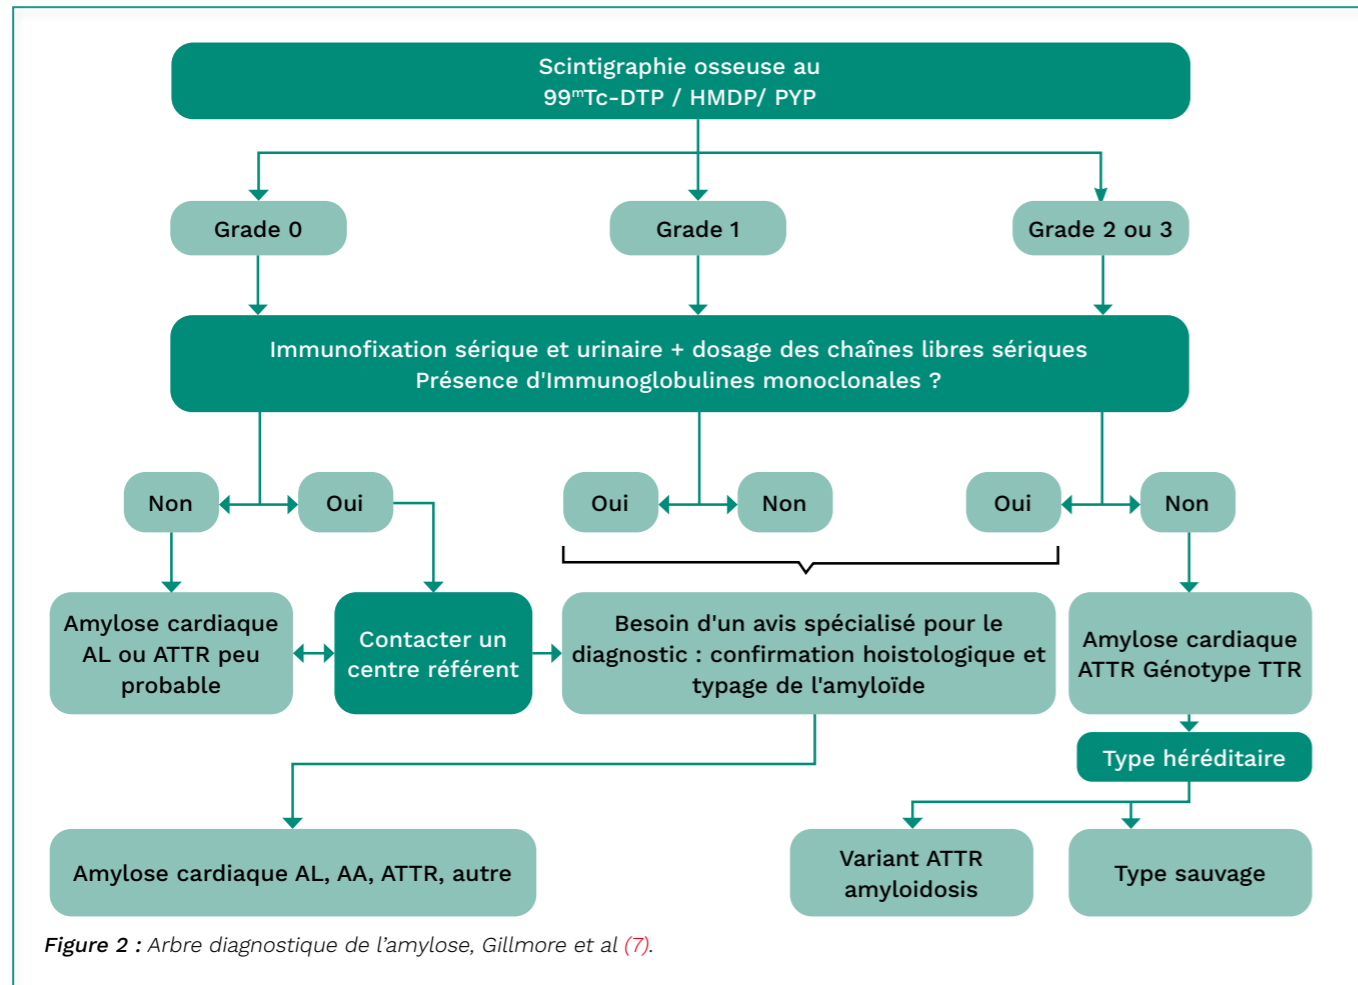 Scintigraphie osseuse au
99ᵐTc-DTP / HMDP/ PYP
Grade 0
Grade 1
Grade 2 ou 3
Immunofixation sérique et urinaire + dosage des chaînes libres sériques
Présence d'Immunoglobulines monoclonales ?
Non
Oui
Oui
Non
Oui
Non
Amylose cardiaque
AL ou ATTR peu
probable
Contacter un
centre référent
Besoin d'un avis spécialisé pour le
diagnostic : confirmation hoistologique et
typage de l'amyloïde
Amylose cardiaque
ATTR Génotype TTR
Type héréditaire
Amylose cardiaque AL, AA, ATTR, autre
Variant ATTR
amyloidosis
Type sauvage
Figure 2 : Arbre diagnostique de l'amylose, Gillmore et al (7).